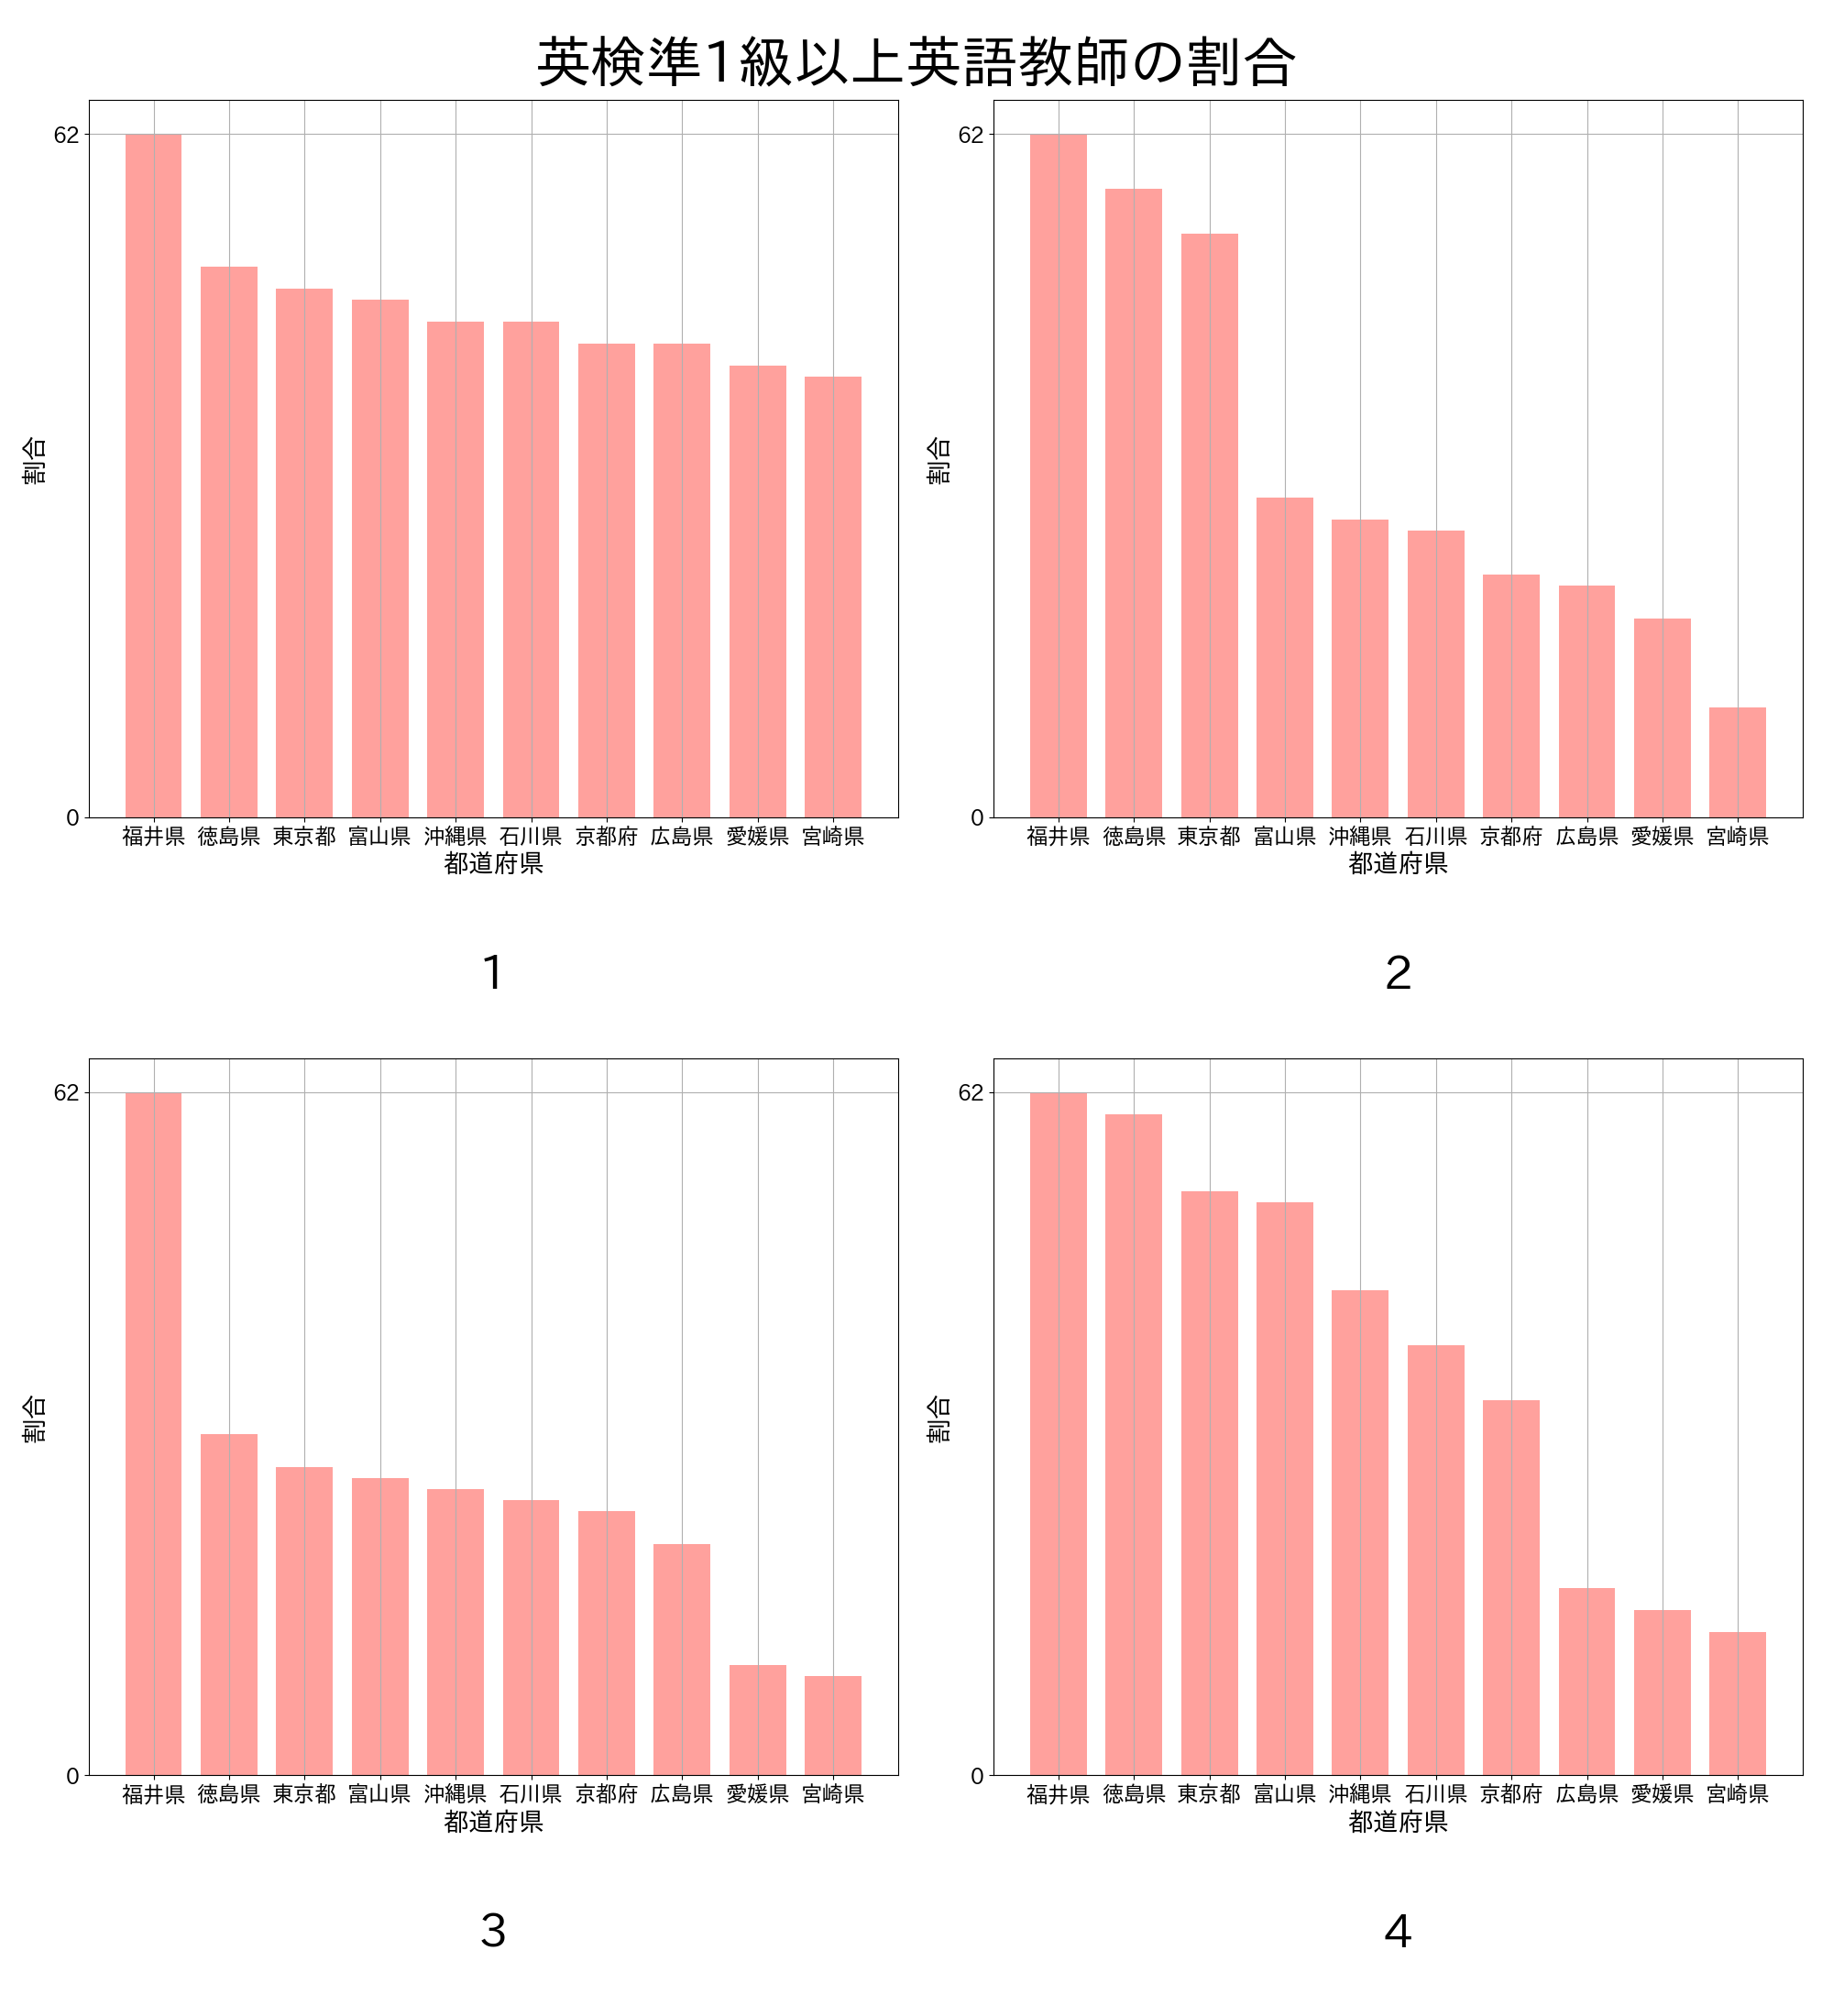 英検準1級以上英語教師の割合
62
0
割合
福井県 徳島県 東京都 富山県 沖縄県 石川県 京都府 広島県 愛媛県 宮崎県
都道府県
1
62
0
割合
福井県 徳島県 東京都 富山県 沖縄県 石川県 京都府 広島県 愛媛県 宮崎県
都道府県
2
62
0
割合
福井県 徳島県 東京都 富山県 沖縄県 石川県 京都府 広島県 愛媛県 宮崎県
都道府県
3
62
0
割合
福井県 徳島県 東京都 富山県 沖縄県 石川県 京都府 広島県 愛媛県 宮崎県
都道府県
4